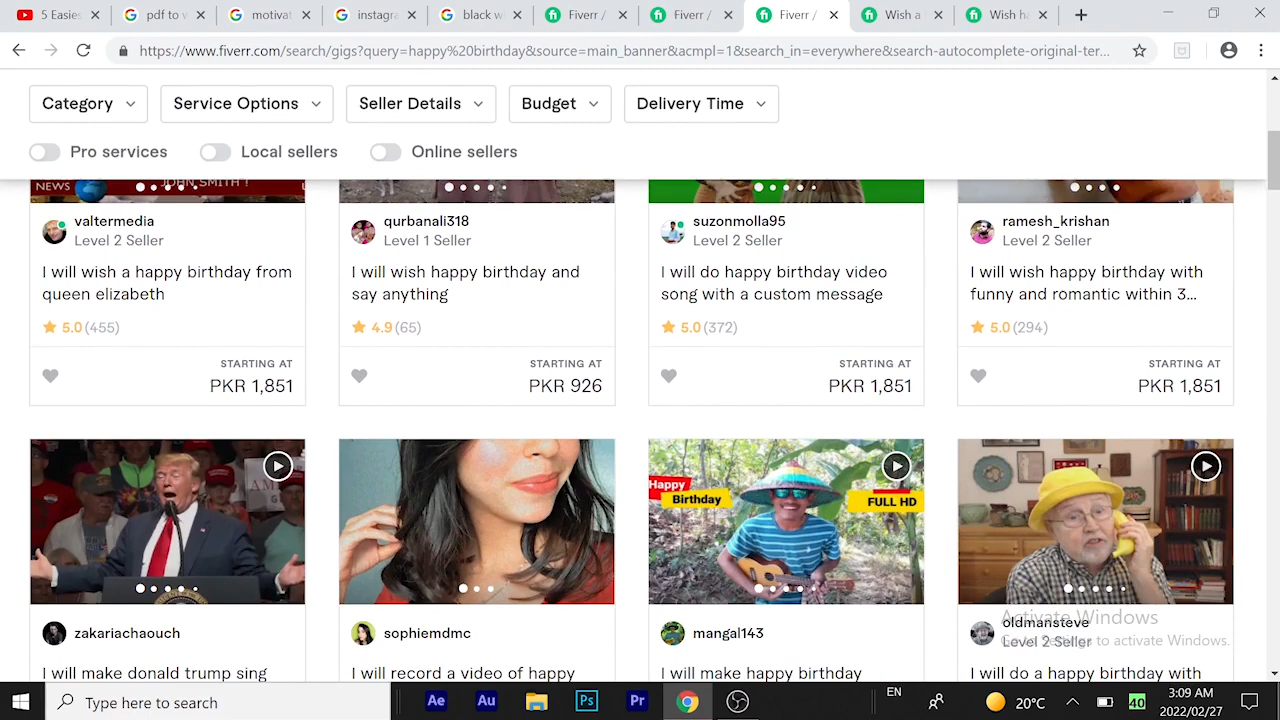 5 Easies
pdf to w
motivat
instagra
black wi
Fiverr /
Fiverr /
Fiverr /
Wish a
Wish ha
https://www.fiverr.com/search/gigs?query=happy%20birthday&source=main_banner&acmpl=1&search_in=everywhere&search-autocomplete-original-ter...
Category
Service Options
Seller Details
Budget
Delivery Time
Pro services
Local sellers
Online sellers
NEWS
JOHN SMITH !
valtermedia
Level 2 Seller
I will wish a happy birthday from
queen elizabeth
5.0 (455)
STARTING AT
PKR 1,851
qurbanali318
Level 1 Seller
I will wish happy birthday and
say anything
4.9 (65)
STARTING AT
PKR 926
suzonmolla95
Level 2 Seller
I will do happy birthday video
song with a custom message
5.0 (372)
STARTING AT
PKR 1,851
ramesh_krishan
Level 2 Seller
I will wish happy birthday with
funny and romantic within 3...
5.0 (294)
STARTING AT
PKR 1,851
zakariachaouch
I will make donald trump sing
sophiemdmc
I will record a video of happy
Happy
Birthday
FULL HD
mangal143
I will make happy birthday
oldmansteve
Level 2 Seller
I will do a happy birthday with
Activate Windows
Go to Settings to activate Windows.
Type here to search
Ae
Au
Ps
Pr
EN
20°C
40
3:09 AM
2022/02/27